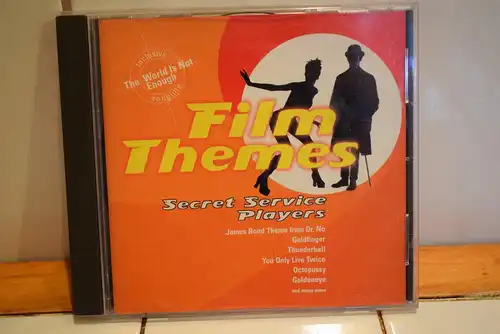 inclusive
The World Is Not
Enough
Film
Themes
Secret Service
Players
James Bond Theme from Dr. No
Goldfinger
Thunderball
You Only Live Twice
Octopussy
Goldeneye
and many more